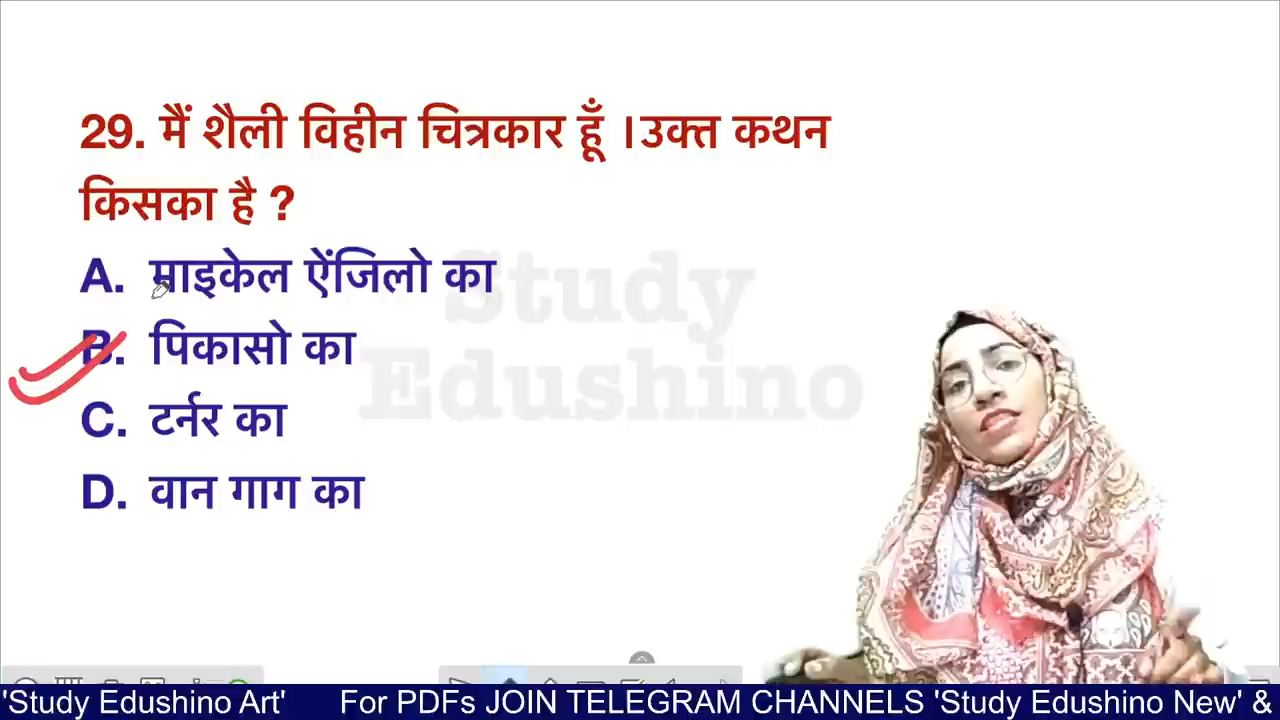 29. मैं शैली विहीन चित्रकार हूँ ।उक्त कथन
किसका है ?
A. माइकेल ऐंजिलो का
B. पिकासो का
C. टर्नर का
D. वान गाग का
Study
Edushino
'Study Edushino Art' For PDFs JOIN TELEGRAM CHANNELS 'Study Edushino New' &